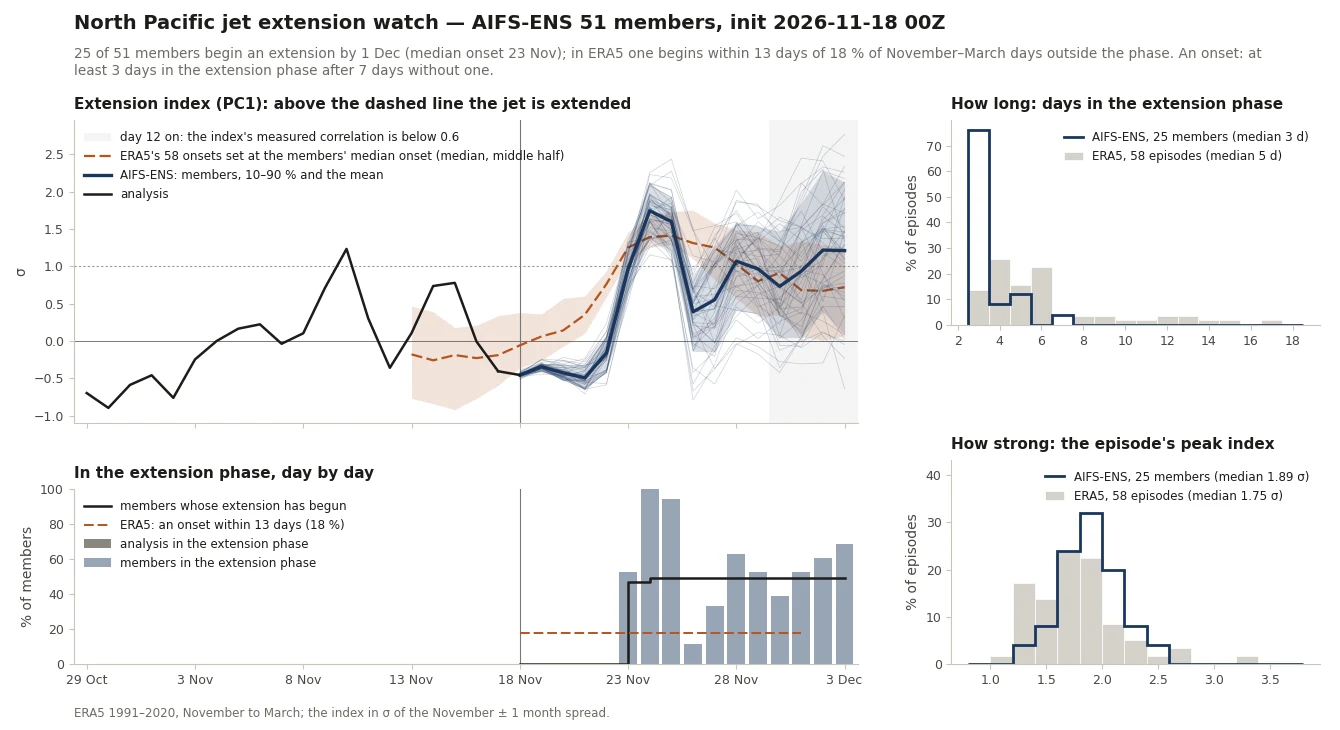 North Pacific jet extension watch — AIFS-ENS 51 members, init 2026-11-18 00Z
25 of 51 members begin an extension by 1 Dec (median onset 23 Nov); in ERA5 one begins within 13 days of 18 % of November–March days outside the phase. An onset: at
least 3 days in the extension phase after 7 days without one.
Extension index (PC1): above the dashed line the jet is extended
day 12 on: the index's measured correlation is below 0.6
ERA5's 58 onsets set at the members' median onset (median, middle half)
AIFS-ENS: members, 10–90 % and the mean
analysis
σ
2.5
2.0
1.5
1.0
0.5
0.0
−0.5
−1.0
How long: days in the extension phase
AIFS-ENS, 25 members (median 3 d)
ERA5, 58 episodes (median 5 d)
% of episodes
70
60
50
40
30
20
10
0
2 4 6 8 10 12 14 16 18
In the extension phase, day by day
members whose extension has begun
ERA5: an onset within 13 days (18 %)
analysis in the extension phase
members in the extension phase
% of members
100
80
60
40
20
0
29 Oct 3 Nov 8 Nov 13 Nov 18 Nov 23 Nov 28 Nov 3 Dec
How strong: the episode's peak index
AIFS-ENS, 25 members (median 1.89 σ)
ERA5, 58 episodes (median 1.75 σ)
% of episodes
40
30
20
10
0
1.0 1.5 2.0 2.5 3.0 3.5
ERA5 1991–2020, November to March; the index in σ of the November ± 1 month spread.